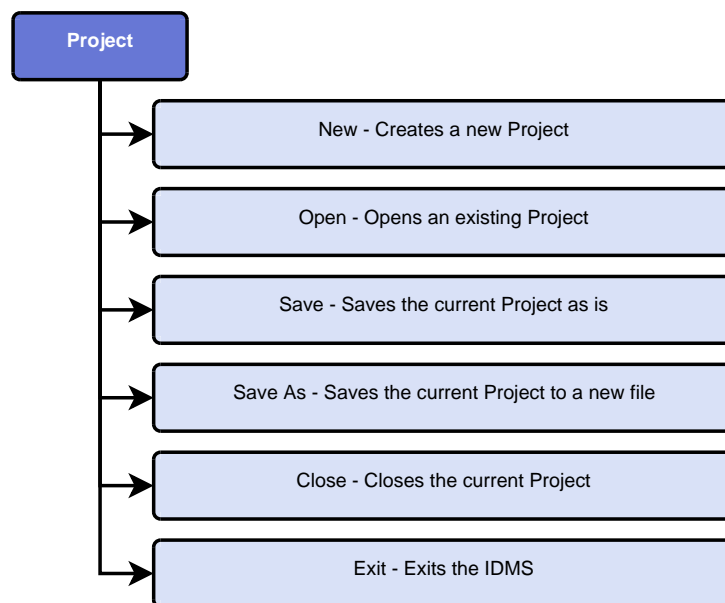 Project
New - Creates a new Project
Open - Opens an existing Project
Save - Saves the current Project as is
Save As - Saves the current Project to a new file
Close - Closes the current Project
Exit - Exits the IDMS